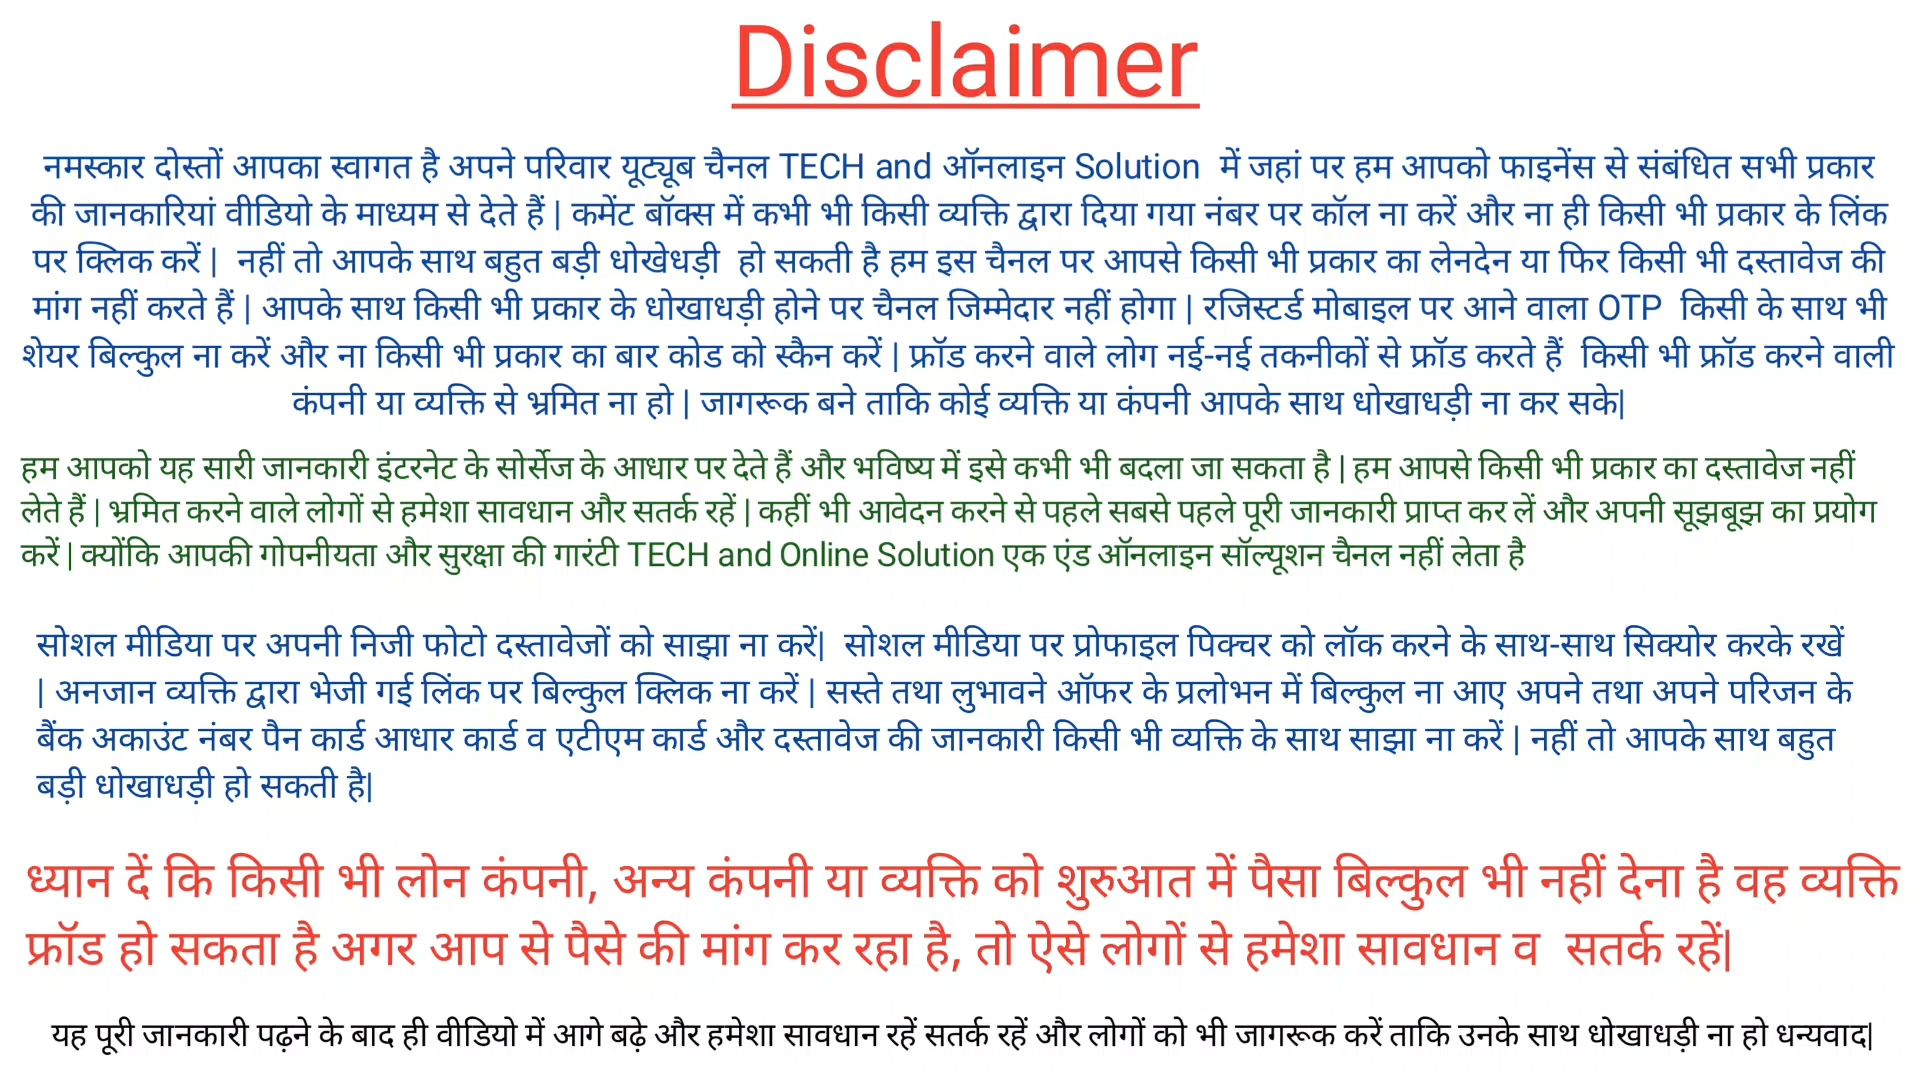 Disclaimer
नमस्कार दोस्तों आपका स्वागत है अपने परिवार यूट्यूब चैनल TECH and ऑनलाइन Solution में जहां पर हम आपको फाइनेंस से संबंधित सभी प्रकार
की जानकारियां वीडियो के माध्यम से देते हैं | कमेंट बॉक्स में कभी भी किसी व्यक्ति द्वारा दिया गया नंबर पर कॉल ना करें और ना ही किसी भी प्रकार के लिंक
पर क्लिक करें | नहीं तो आपके साथ बहुत बड़ी धोखेधड़ी हो सकती है हम इस चैनल पर आपसे किसी भी प्रकार का लेनदेन या फिर किसी भी दस्तावेज की
मांग नहीं करते हैं | आपके साथ किसी भी प्रकार के धोखाधड़ी होने पर चैनल जिम्मेदार नहीं होगा | रजिस्टर्ड मोबाइल पर आने वाला OTP किसी के साथ भी
शेयर बिल्कुल ना करें और ना किसी भी प्रकार का बार कोड को स्कैन करें | फ्रॉड करने वाले लोग नई-नई तकनीकों से फ्रॉड करते हैं किसी भी फ्रॉड करने वाली
कंपनी या व्यक्ति से भ्रमित ना हो | जागरूक बने ताकि कोई व्यक्ति या कंपनी आपके साथ धोखाधड़ी ना कर सके|
हम आपको यह सारी जानकारी इंटरनेट के सोर्सेज के आधार पर देते हैं और भविष्य में इसे कभी भी बदला जा सकता है | हम आपसे किसी भी प्रकार का दस्तावेज नहीं
लेते हैं | भ्रमित करने वाले लोगों से हमेशा सावधान और सतर्क रहें | कहीं भी आवेदन करने से पहले सबसे पहले पूरी जानकारी प्राप्त कर लें और अपनी सूझबूझ का प्रयोग
करें | क्योंकि आपकी गोपनीयता और सुरक्षा की गारंटी TECH and Online Solution एक एंड ऑनलाइन सॉल्यूशन चैनल नहीं लेता है
सोशल मीडिया पर अपनी निजी फोटो दस्तावेजों को साझा ना करें| सोशल मीडिया पर प्रोफाइल पिक्चर को लॉक करने के साथ-साथ सिक्योर करके रखें
| अनजान व्यक्ति द्वारा भेजी गई लिंक पर बिल्कुल क्लिक ना करें | सस्ते तथा लुभावने ऑफर के प्रलोभन में बिल्कुल ना आए अपने तथा अपने परिजन के
बैंक अकाउंट नंबर पैन कार्ड आधार कार्ड व एटीएम कार्ड और दस्तावेज की जानकारी किसी भी व्यक्ति के साथ साझा ना करें | नहीं तो आपके साथ बहुत
बड़ी धोखाधड़ी हो सकती है|
ध्यान दें कि किसी भी लोन कंपनी, अन्य कंपनी या व्यक्ति को शुरुआत में पैसा बिल्कुल भी नहीं देना है वह व्यक्ति
फ्रॉड हो सकता है अगर आप से पैसे की मांग कर रहा है, तो ऐसे लोगों से हमेशा सावधान व सतर्क रहें|
यह पूरी जानकारी पढ़ने के बाद ही वीडियो में आगे बढ़े और हमेशा सावधान रहें सतर्क रहें और लोगों को भी जागरूक करें ताकि उनके साथ धोखाधड़ी ना हो धन्यवाद|